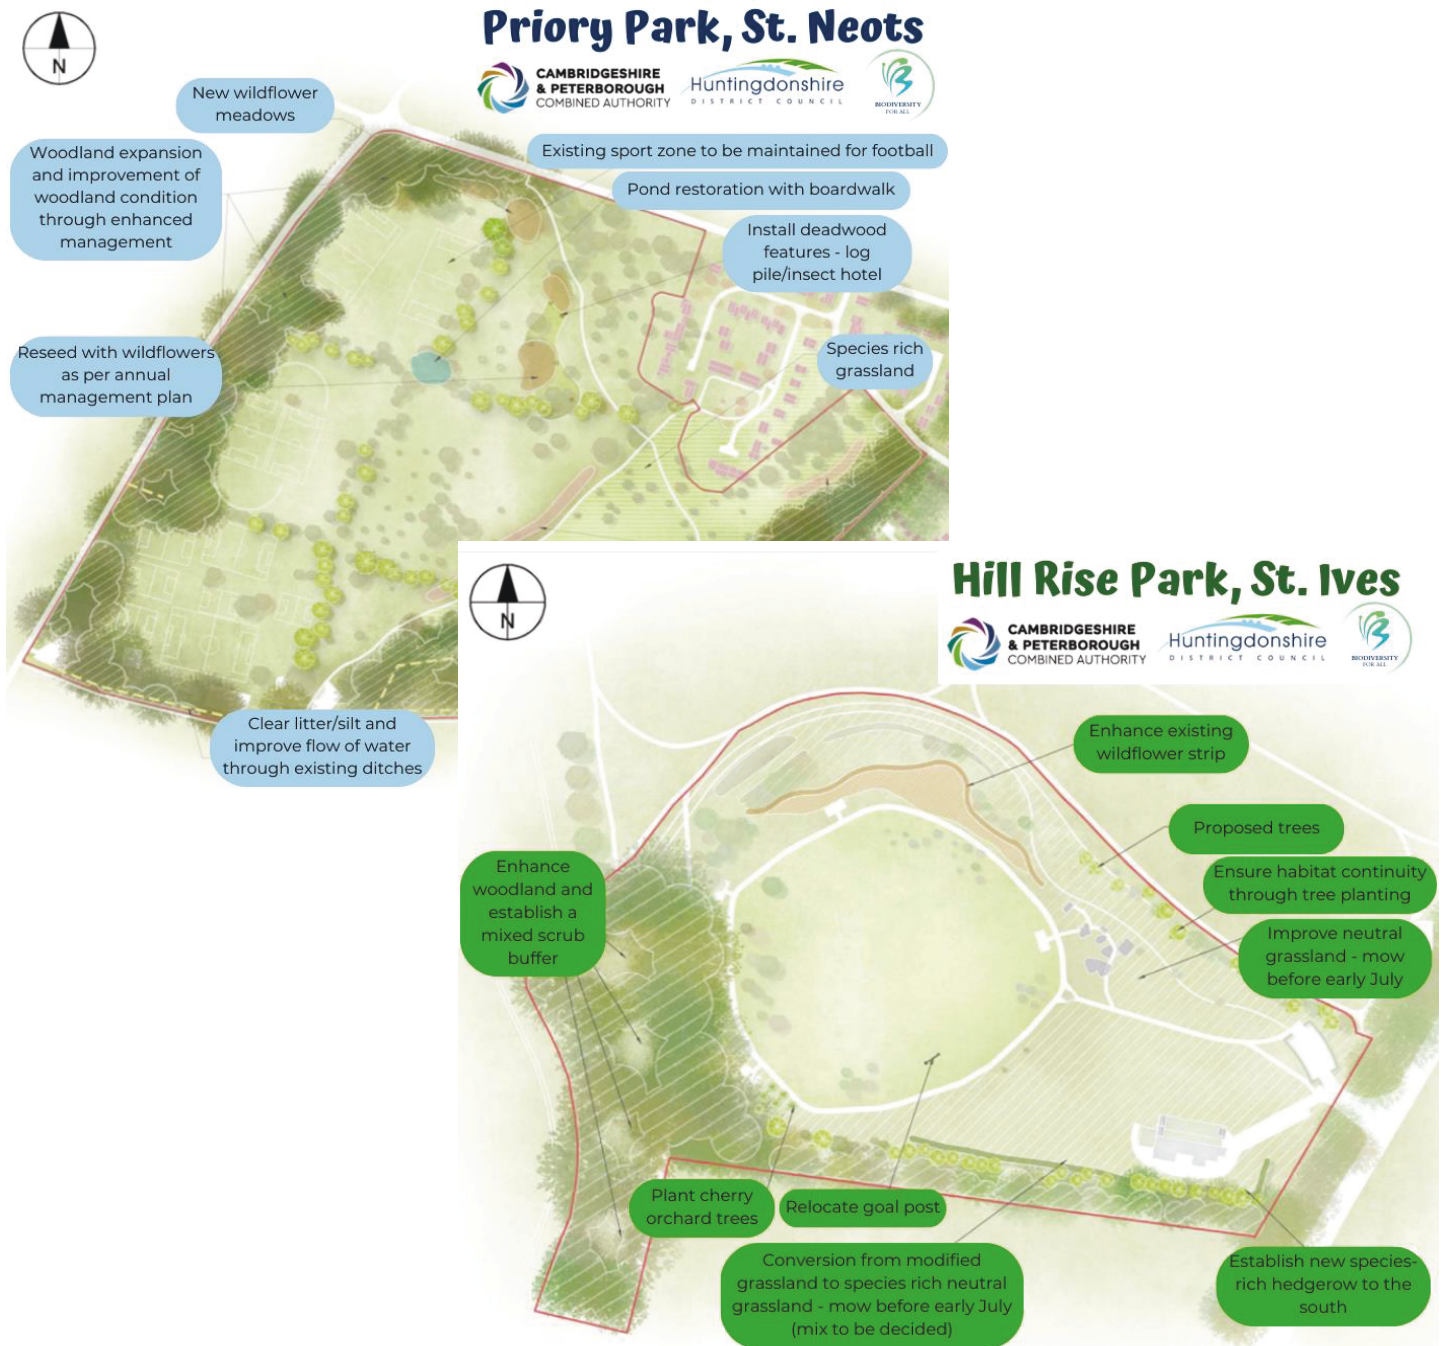 Priory Park, St. Neots
N
CAMBRIDGESHIRE
& PETERBOROUGH
COMBINED AUTHORITY
Huntingdonshire
DISTRICT COUNCIL
BIODIVERSITY
FOR ALL
New wildflower
meadows
Woodland expansion
and improvement of
woodland condition
through enhanced
management
Existing sport zone to be maintained for football
Pond restoration with boardwalk
Install deadwood
features - log
pile/insect hotel
Species rich
grassland
Reseed with wildflowers
as per annual
management plan
Clear litter/silt and
improve flow of water
through existing ditches
Hill Rise Park, St. Ives
N
CAMBRIDGESHIRE
& PETERBOROUGH
COMBINED AUTHORITY
Huntingdonshire
DISTRICT COUNCIL
BIODIVERSITY
FOR ALL
Enhance existing
wildflower strip
Proposed trees
Ensure habitat continuity
through tree planting
Improve neutral
grassland - mow
before early July
Enhance
woodland and
establish a
mixed scrub
buffer
Plant cherry
orchard trees
Relocate goal post
Conversion from modified
grassland to species rich neutral
grassland - mow before early July
(mix to be decided)
Establish new species-
rich hedgerow to the
south